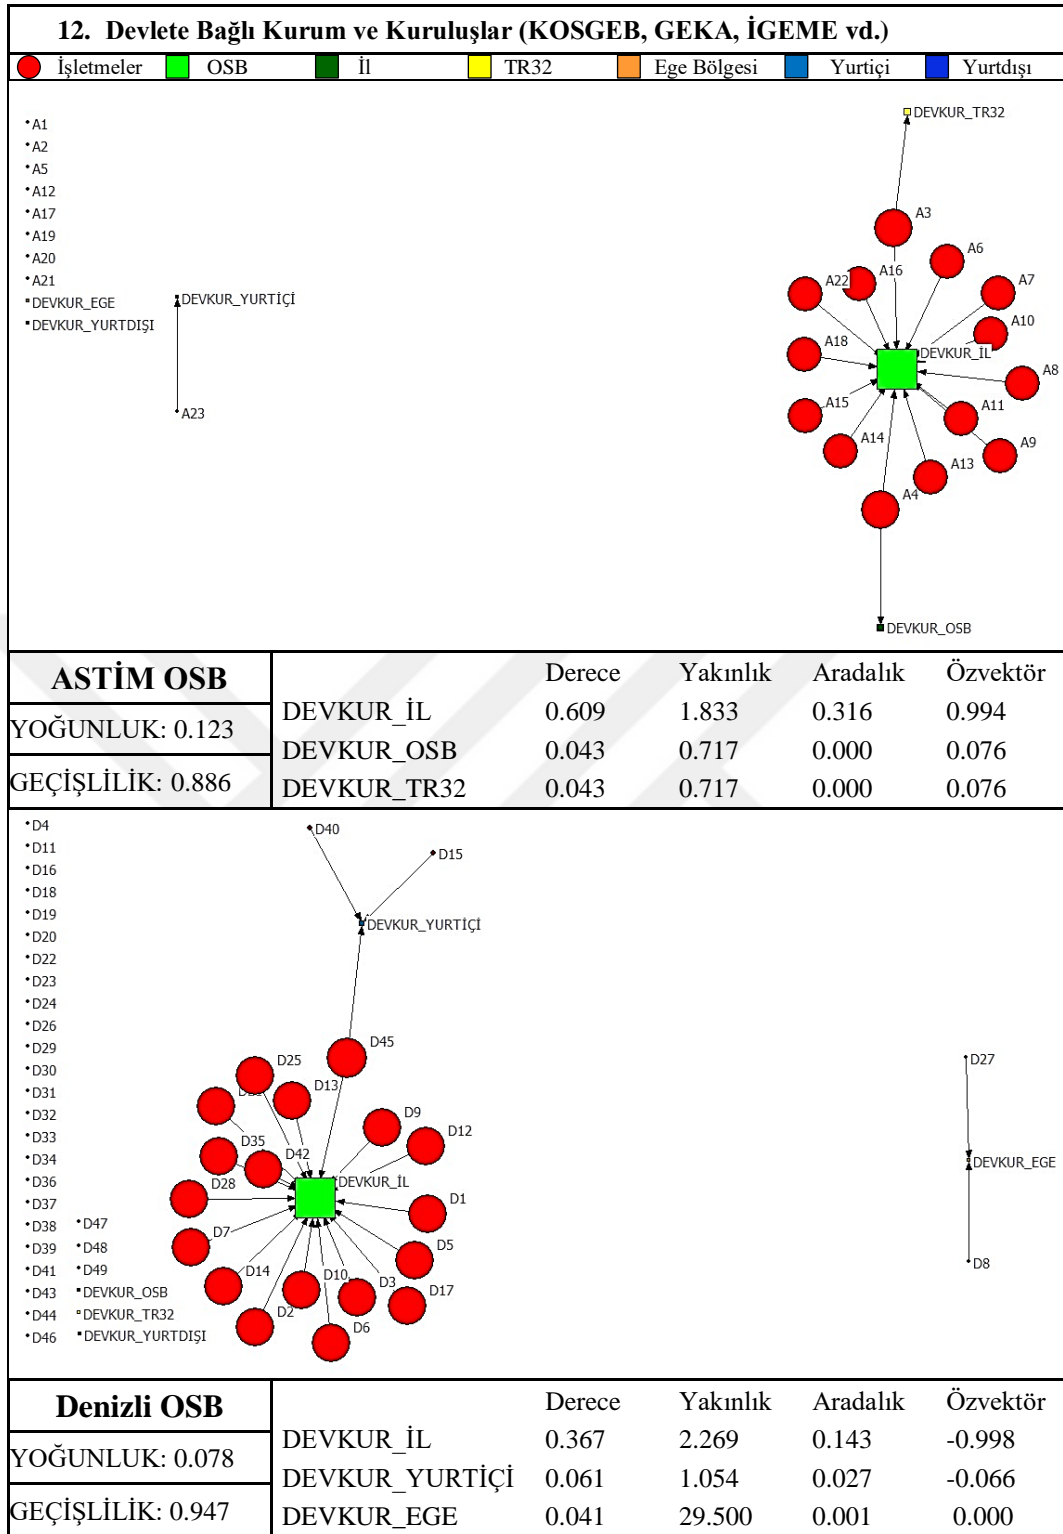 12. Devlete Bağlı Kurum ve Kuruluşlar (KOSGEB, GEKA, İGEME vd.)
İşletmeler OSB İl TR32 Ege Bölgesi Yurtiçi Yurtdışı
A1
A2
A5
A12
A17
A19
A20
A21
DEVKUR_EGE
DEVKUR_YURTDIŞI
DEVKUR_YURTİÇİ
A23
DEVKUR_TR32
A3
A6
A16
A22
A7
A10
A18
DEVKUR_İL
A8
A15
A11
A14
A9
A13
A4
DEVKUR_OSB
ASTİM OSB
YOĞUNLUK: 0.123
GEÇİŞLİLİK: 0.886
Derece Yakınlık Aradalık Özvektör
DEVKUR_İL 0.609 1.833 0.316 0.994
DEVKUR_OSB 0.043 0.717 0.000 0.076
DEVKUR_TR32 0.043 0.717 0.000 0.076
D4
D11
D16
D18
D19
D20
D22
D23
D24
D26
D29
D30
D31
D32
D33
D34
D36
D37
D38
D39
D41
D43
D44
D46
D47
D48
D49
DEVKUR_OSB
DEVKUR_TR32
DEVKUR_YURTDIŞI
D40
D15
DEVKUR_YURTİÇİ
D45
D25
D13
D9
D12
D35
D42
D28
DEVKUR_İL
D1
D7
D5
D14
D10
D3
D17
D2
D6
D27
DEVKUR_EGE
D8
Denizli OSB
YOĞUNLUK: 0.078
GEÇİŞLİLİK: 0.947
Derece Yakınlık Aradalık Özvektör
DEVKUR_İL 0.367 2.269 0.143 -0.998
DEVKUR_YURTİÇİ 0.061 1.054 0.027 -0.066
DEVKUR_EGE 0.041 29.500 0.001 0.000